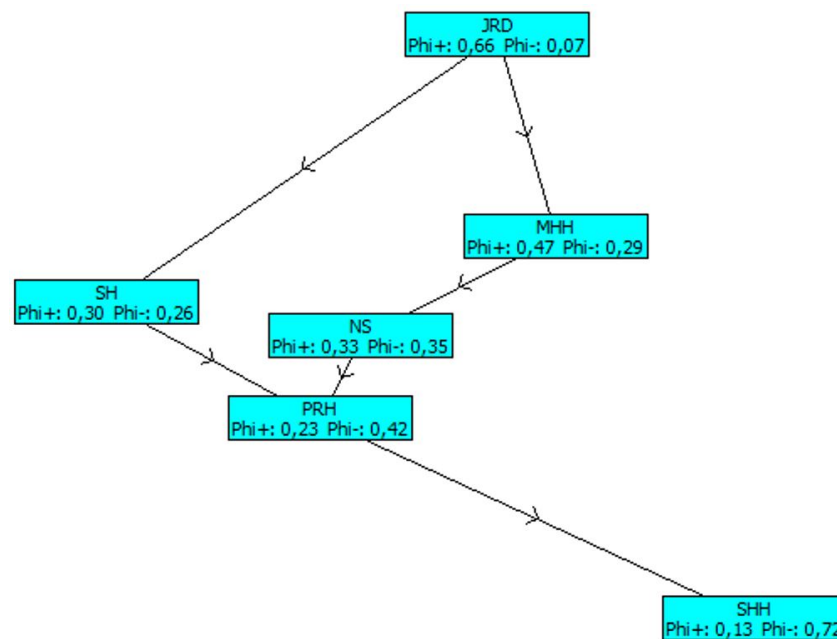 JRD
Phi+: 0,66 Phi-: 0,07
MHH
Phi+: 0,47 Phi-: 0,29
SH
Phi+: 0,30 Phi-: 0,26
NS
Phi+: 0,33 Phi-: 0,35
PRH
Phi+: 0,23 Phi-: 0,42
SHH
Phi+: 0,13 Phi-: 0,72